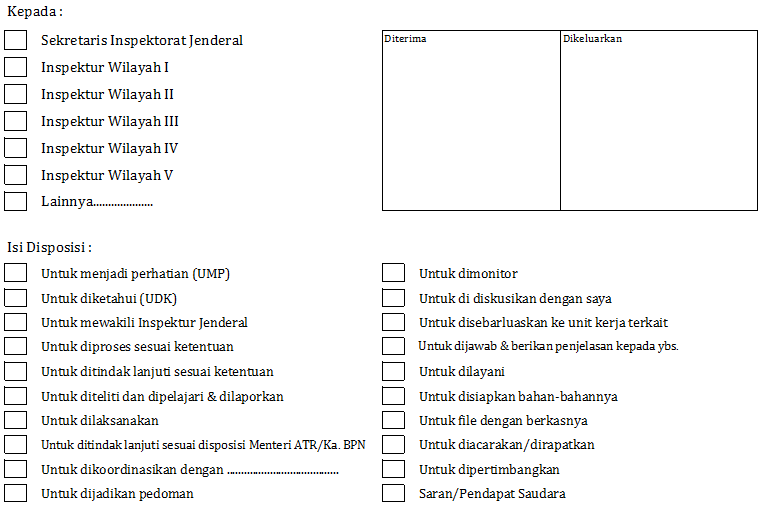 Kepada :
Sekretaris Inspektorat Jenderal
Inspektur Wilayah I
Inspektur Wilayah II
Inspektur Wilayah III
Inspektur Wilayah IV
Inspektur Wilayah V
Lainnya....................
Diterima
Dikeluarkan
Isi Disposisi :
Untuk menjadi perhatian (UMP)
Untuk diketahui (UDK)
Untuk mewakili Inspektur Jenderal
Untuk diproses sesuai ketentuan
Untuk ditindak lanjuti sesuai ketentuan
Untuk diteliti dan dipelajari & dilaporkan
Untuk dilaksanakan
Untuk ditindak lanjuti sesuai disposisi Menteri ATR/Ka. BPN
Untuk dikoordinasikan dengan .....................................
Untuk dijadikan pedoman
Untuk dimonitor
Untuk di diskusikan dengan saya
Untuk disebarluaskan ke unit kerja terkait
Untuk dijawab & berikan penjelasan kepada ybs.
Untuk dilayani
Untuk disiapkan bahan-bahannya
Untuk file dengan berkasnya
Untuk diacarakan/dirapatkan
Untuk dipertimbangkan
Saran/Pendapat Saudara